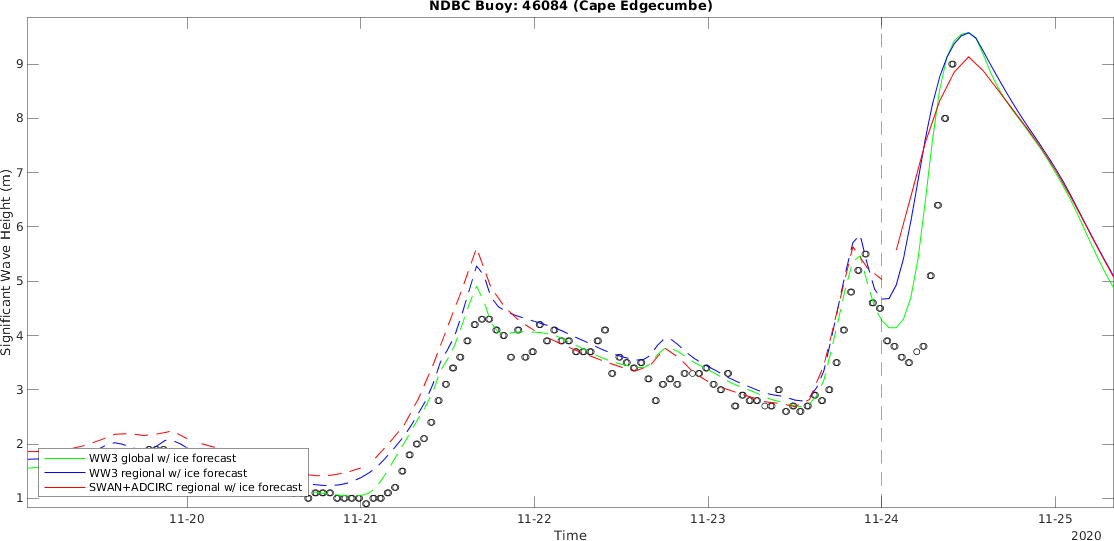 NDBC Buoy: 46084 (Cape Edgecumbe)
Significant Wave Height (m)
9
8
7
6
5
4
3
2
1
WW3 global w/ ice forecast
WW3 regional w/ ice forecast
SWAN+ADCIRC regional w/ ice forecast
11-20
11-21
11-22
11-23
11-24
11-25
Time
2020